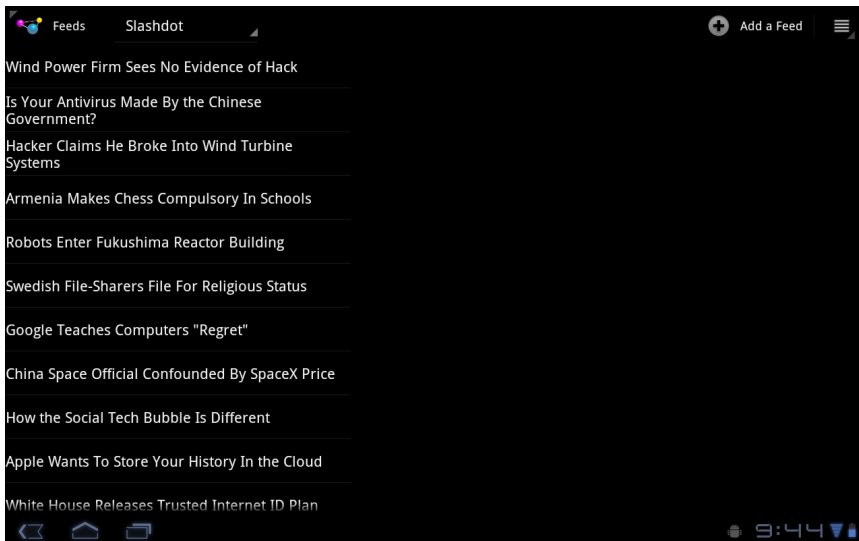 Feeds
Slashdot
Add a Feed
Wind Power Firm Sees No Evidence of Hack
Is Your Antivirus Made By the Chinese
Government?
Hacker Claims He Broke Into Wind Turbine
Systems
Armenia Makes Chess Compulsory In Schools
Robots Enter Fukushima Reactor Building
Swedish File-Sharers File For Religious Status
Google Teaches Computers "Regret"
China Space Official Confounded By SpaceX Price
How the Social Tech Bubble Is Different
Apple Wants To Store Your History In the Cloud
White House Releases Trusted Internet ID Plan
9:44